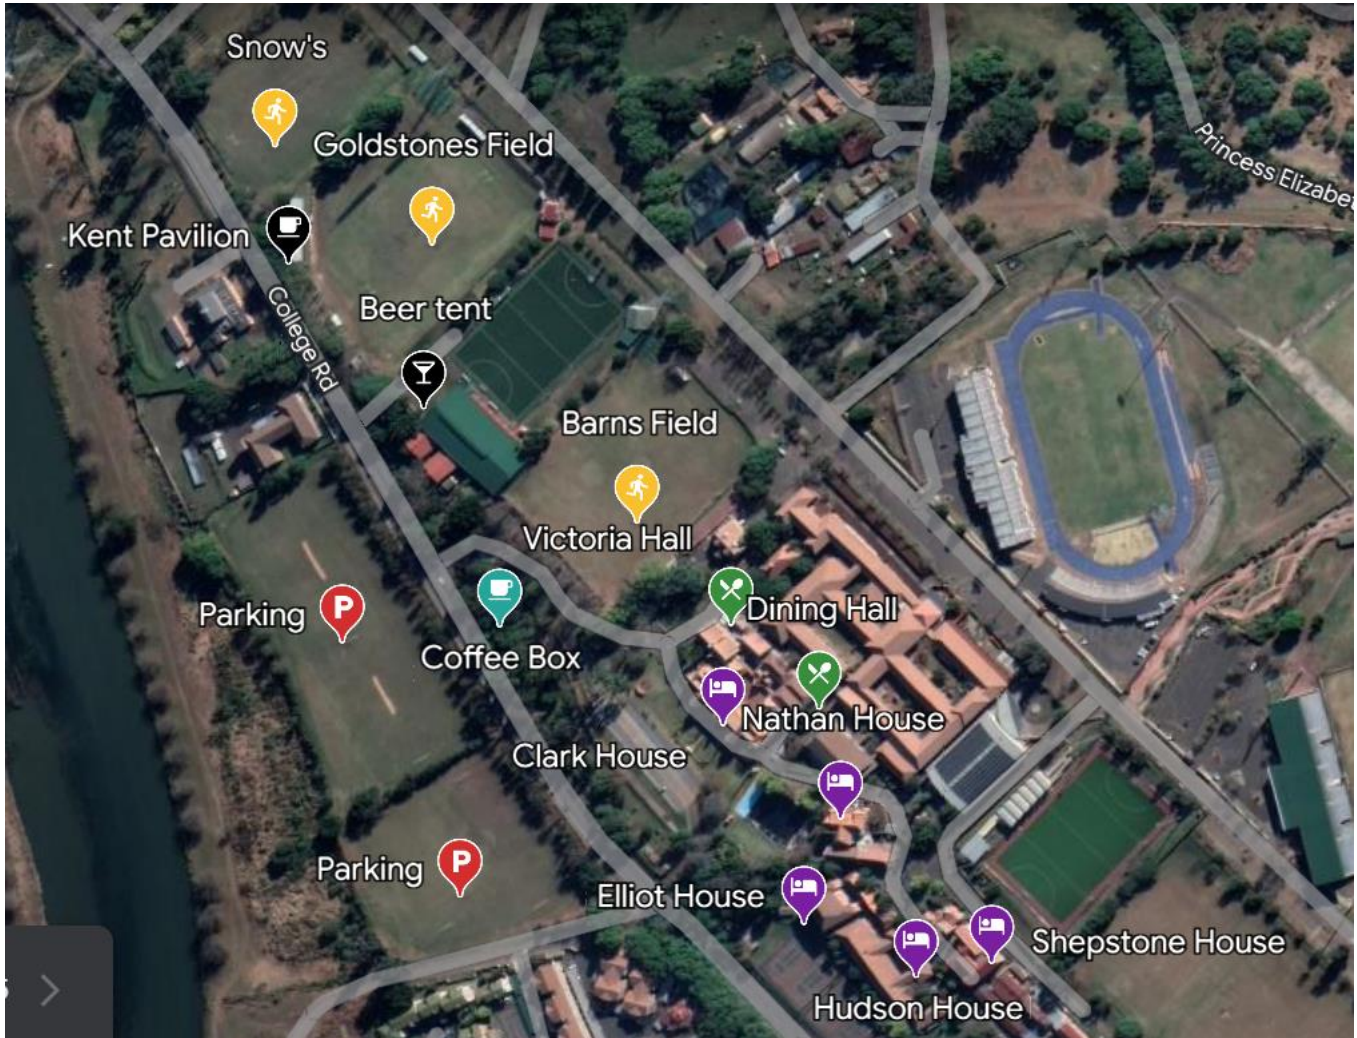 Snow's
Goldstones Field
Princess Elizabet
Kent Pavilion
College Rd
Beer tent
Barns Field
Victoria Hall
Parking
P
Dining Hall
Coffee Box
Nathan House
Clark House
Parking
P
Elliot House
Shepstone House
Hudson House